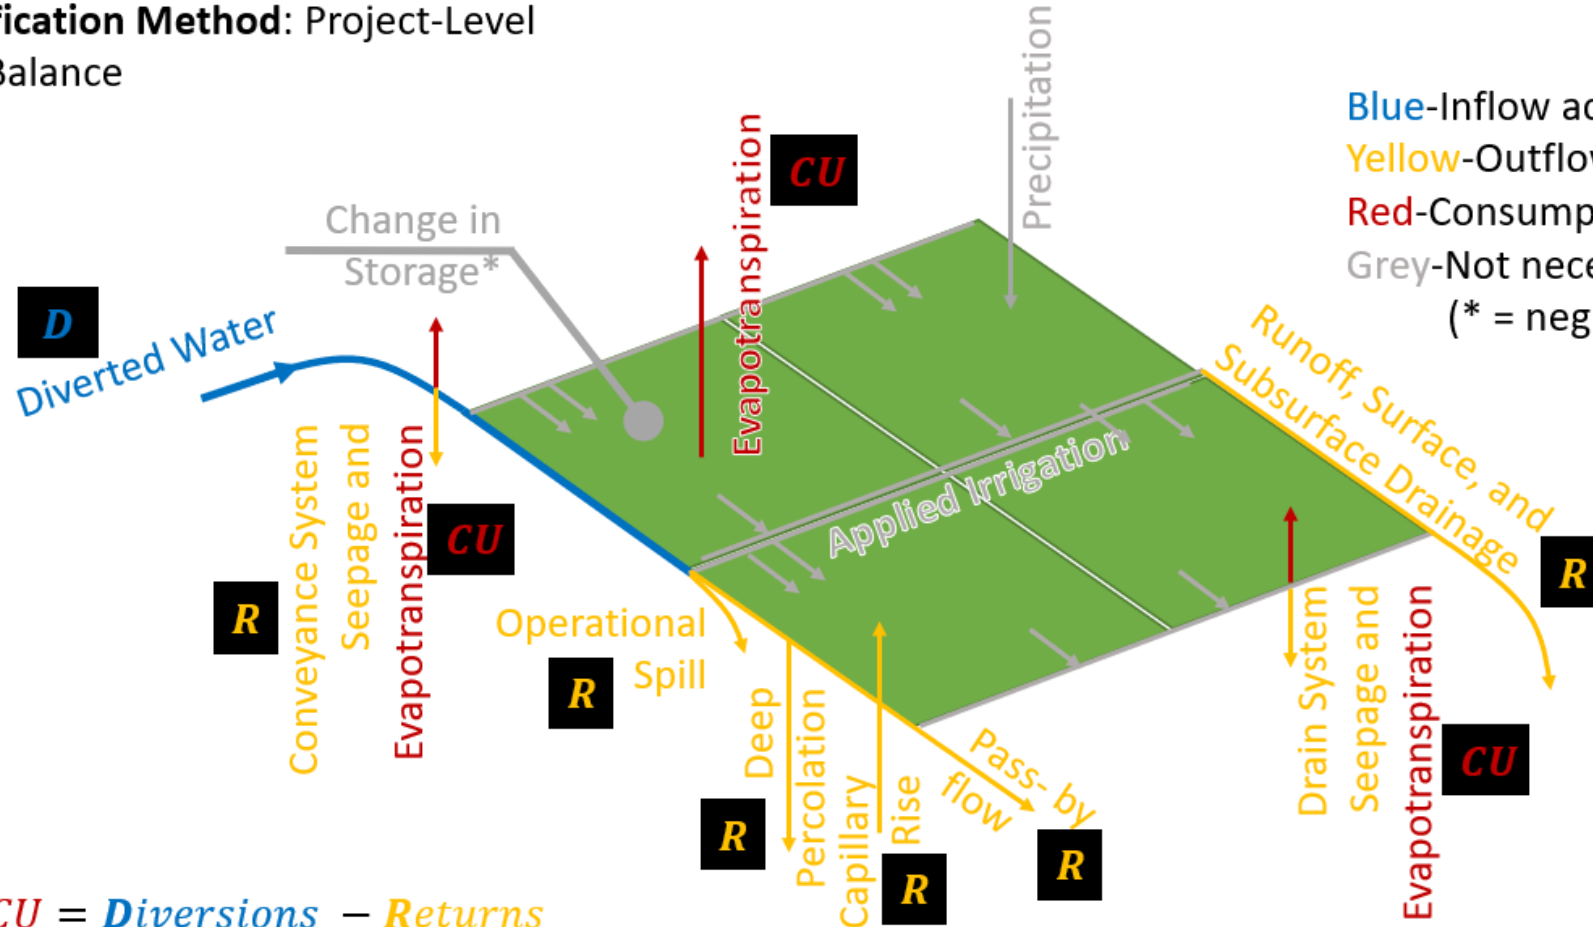 fication Method: Project-Level
Balance
Precipitation
Blue-Inflow ac
Yellow-Outflow
Red-Consump
Grey-Not nece
(* = neg
Evapotranspiration
CU
Change in
Storage*
D
Diverted Water
Runoff, Surface, and
Subsurface Drainage
R
Conveyance System
Seepage and
Evapotranspiration
CU
R
Applied Irrigation
Operational
Spill
R
Deep
Percolation
R
Capillary
Rise
R
Pass- by
flow
R
Drain System
Seepage and
Evapotranspiration
CU
CU = Diversions − Returns